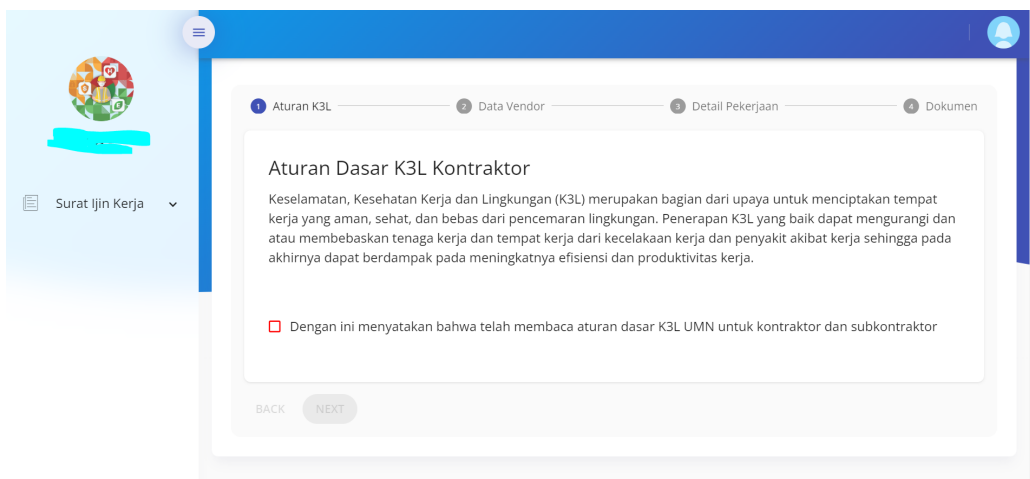 1 Aturan K3L
2 Data Vendor
3 Detail Pekerjaan
4 Dokumen
Surat Ijin Kerja
Aturan Dasar K3L Kontraktor
Keselamatan, Kesehatan Kerja dan Lingkungan (K3L) merupakan bagian dari upaya untuk menciptakan tempat
kerja yang aman, sehat, dan bebas dari pencemaran lingkungan. Penerapan K3L yang baik dapat mengurangi dan
atau membebaskan tenaga kerja dan tempat kerja dari kecelakaan kerja dan penyakit akibat kerja sehingga pada
akhirnya dapat berdampak pada meningkatnya efisiensi dan produktivitas kerja.
Dengan ini menyatakan bahwa telah membaca aturan dasar K3L UMN untuk kontraktor dan subkontraktor
BACK
NEXT